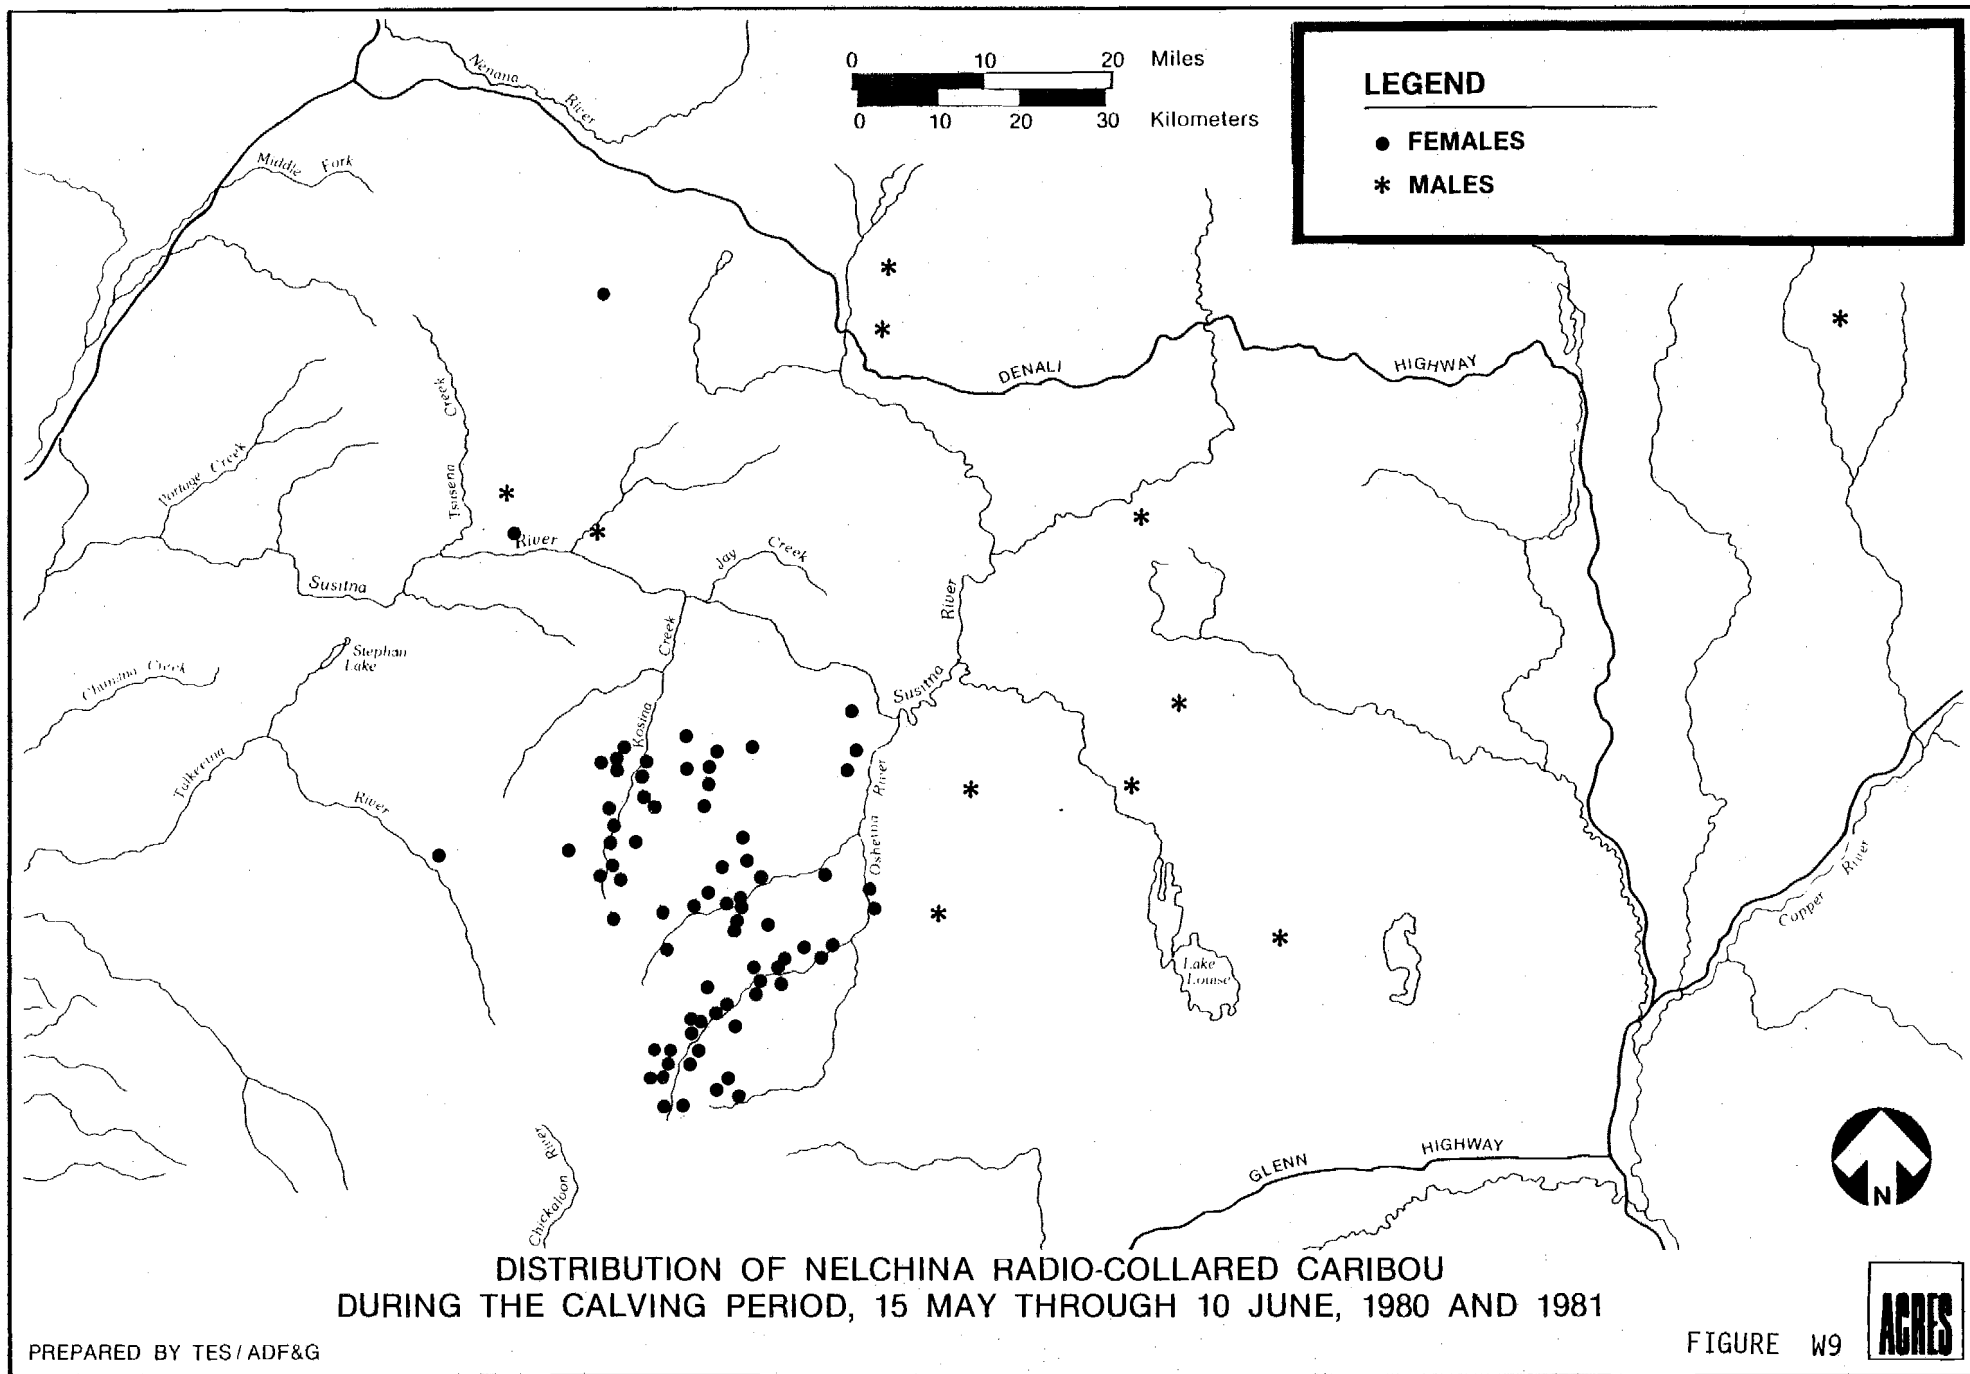 0 10 20 Miles
0 10 20 30 Kilometers
LEGEND
● FEMALES
* MALES
Nenana
River
Middle Fork
DENALI
HIGHWAY
Creek
Tsusena
Portage Creek
River
Susitna
Jay Creek
River
Creek
Stephan
Lake
Susitna
Kosina
Talkeetna
River
River
Oshetna
River
Copper
Lake
Louise
River
Chickaloon
GLENN
HIGHWAY
N
DISTRIBUTION OF NELCHINA RADIO-COLLARED CARIBOU
DURING THE CALVING PERIOD, 15 MAY THROUGH 10 JUNE, 1980 AND 1981
PREPARED BY TES/ADF&G
FIGURE W9
ACRES